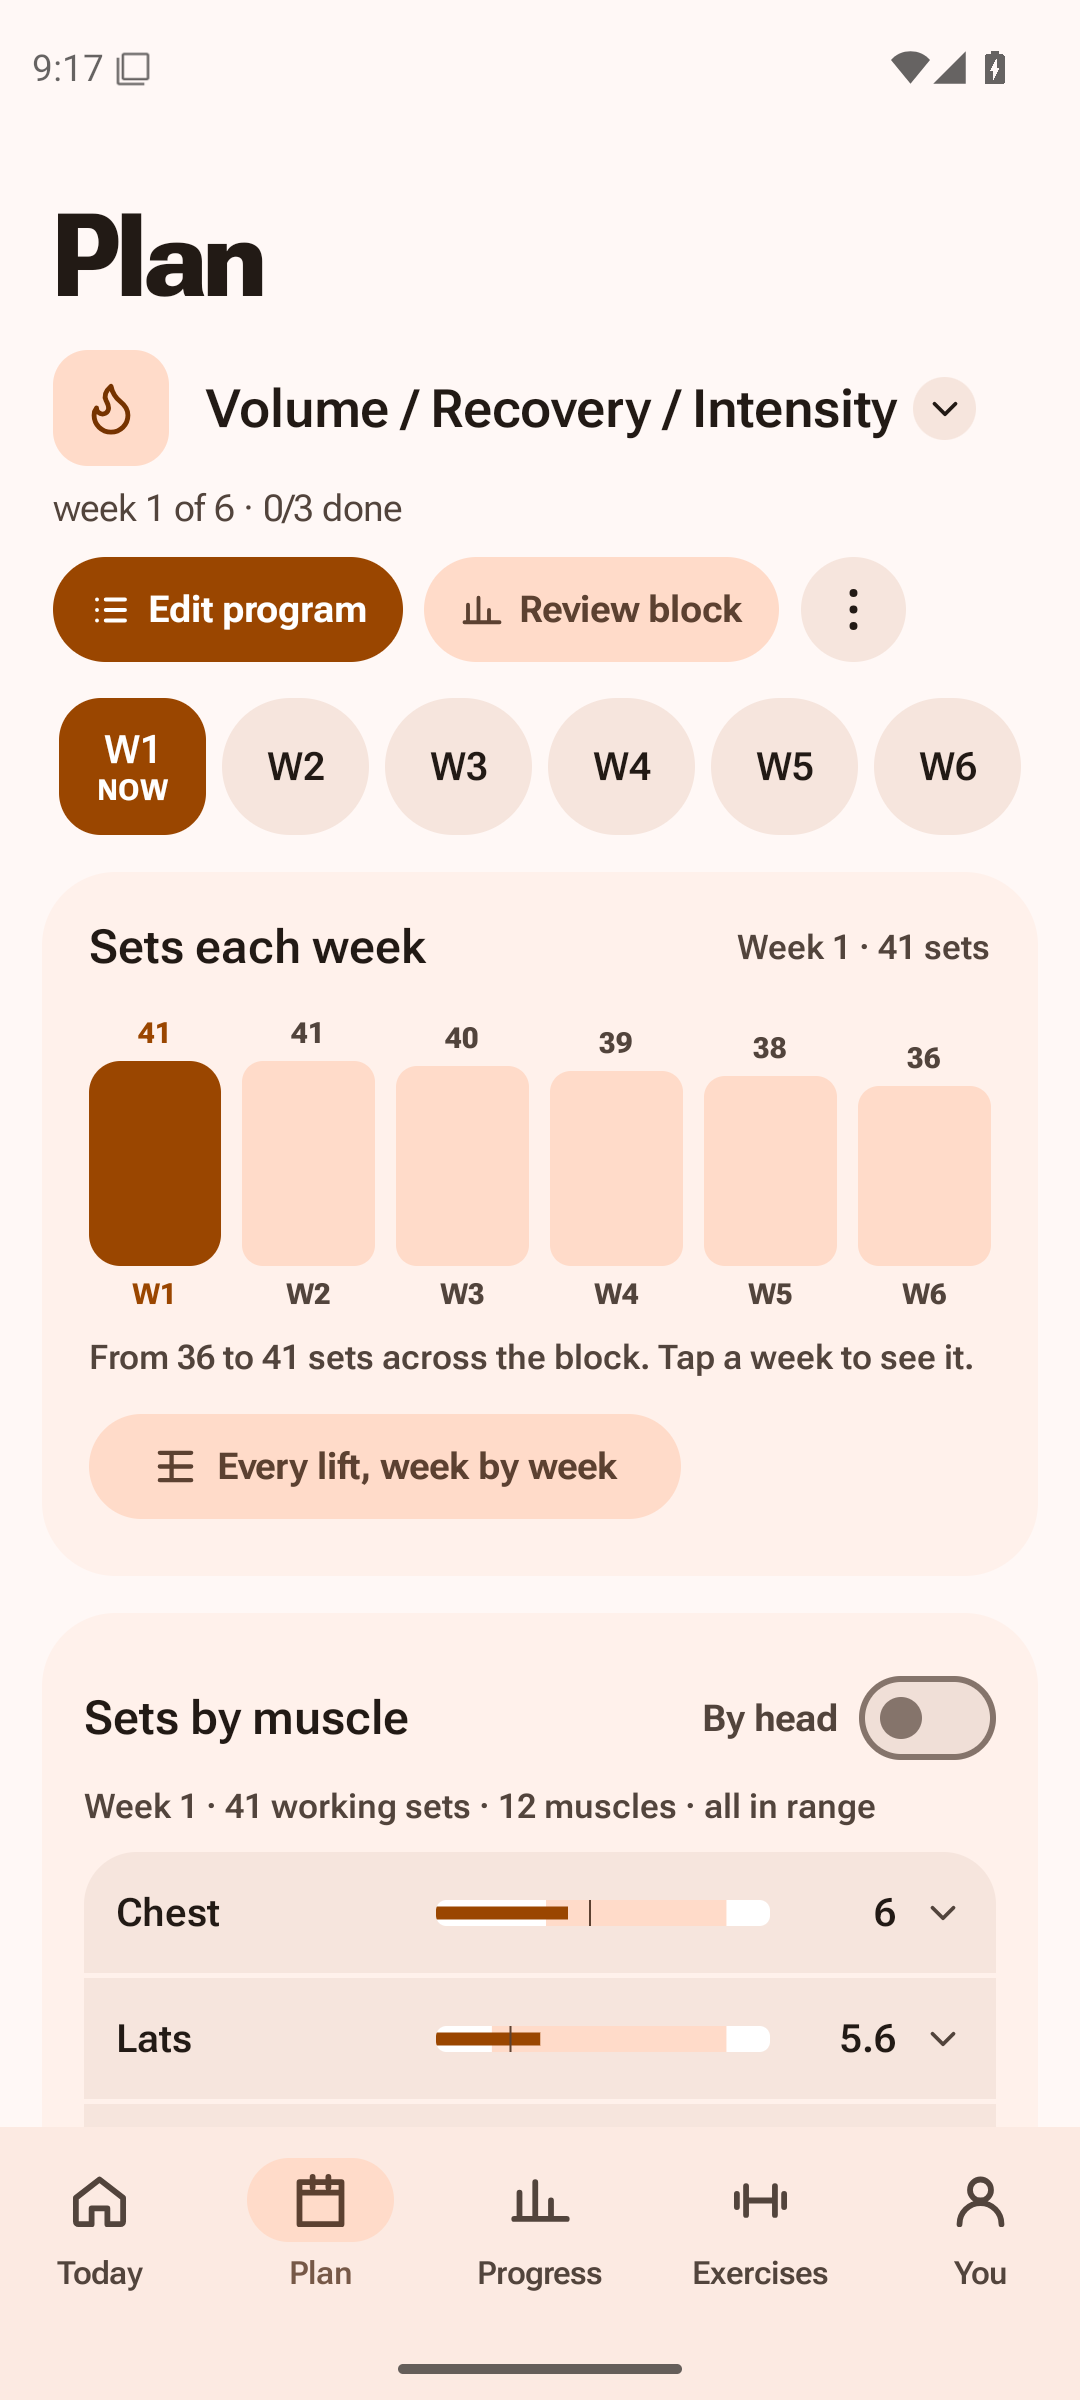 9:17
Plan
Volume / Recovery / Intensity
week 1 of 6 · 0/3 done
Edit program
Review block
W1
NOW
W2
W3
W4
W5
W6
Sets each week
Week 1 · 41 sets
41
41
40
39
38
36
W1
W2
W3
W4
W5
W6
From 36 to 41 sets across the block. Tap a week to see it.
Every lift, week by week
Sets by muscle
By head
Week 1 · 41 working sets · 12 muscles · all in range
Chest
6
Lats
5.6
Today
Plan
Progress
Exercises
You